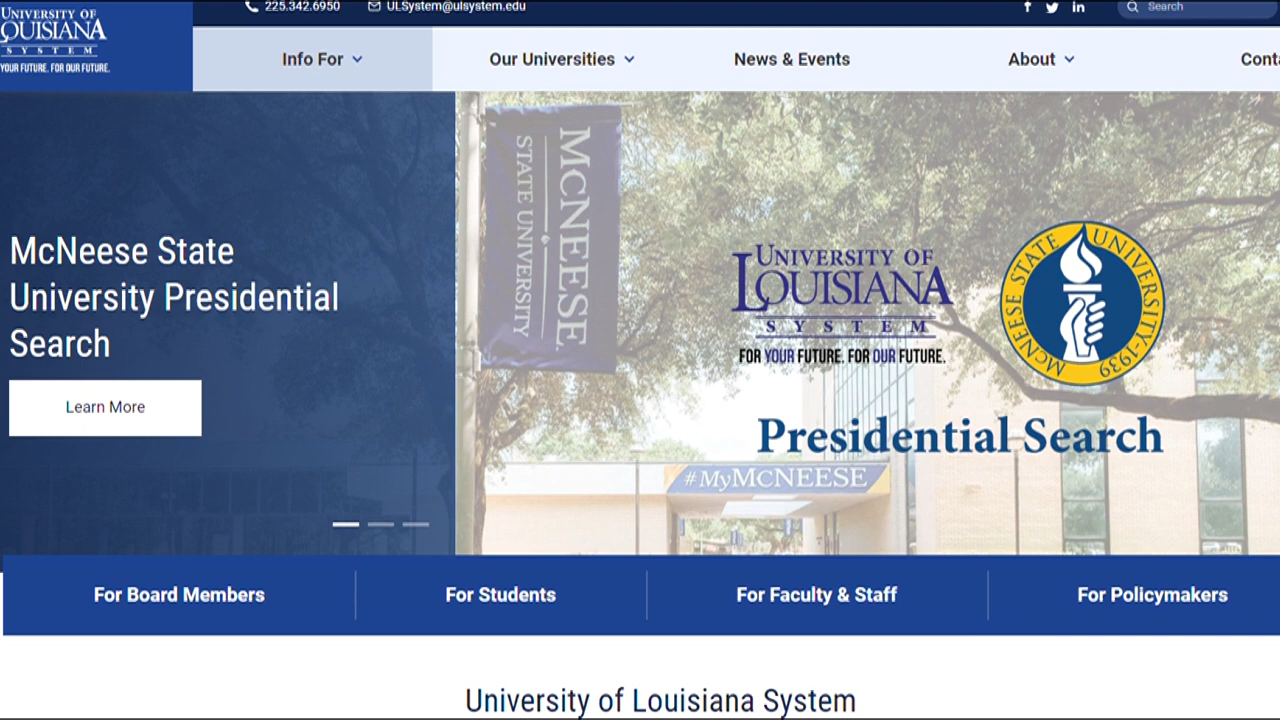 UNIVERSITY OF
LOUISIANA
SYSTEM
YOUR FUTURE. FOR OUR FUTURE.
225.342.6950
ULSystem@ulsystem.edu
Search
Info For
Our Universities
News & Events
About
Conta
McNeese State
University Presidential
Search
Learn More
MCNEESE
STATE UNIVERSITY
UNIVERSITY OF
LOUISIANA
SYSTEM
FOR YOUR FUTURE. FOR OUR FUTURE.
MCNEESE STATE UNIVERSITY-1939
Presidential Search
#MyMCNEESE
For Board Members
For Students
For Faculty & Staff
For Policymakers
University of Louisiana System